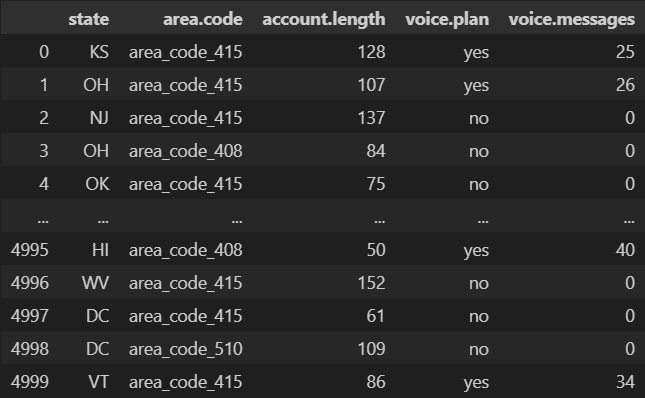 state area.code account.length voice.plan voice.messages
0 KS area_code_415 128 yes 25
1 OH area_code_415 107 yes 26
2 NJ area_code_415 137 no 0
3 OH area_code_408 84 no 0
4 OK area_code_415 75 no 0
... ... ... ... ... ...
4995 HI area_code_408 50 yes 40
4996 WV area_code_415 152 no 0
4997 DC area_code_415 61 no 0
4998 DC area_code_510 109 no 0
4999 VT area_code_415 86 yes 34